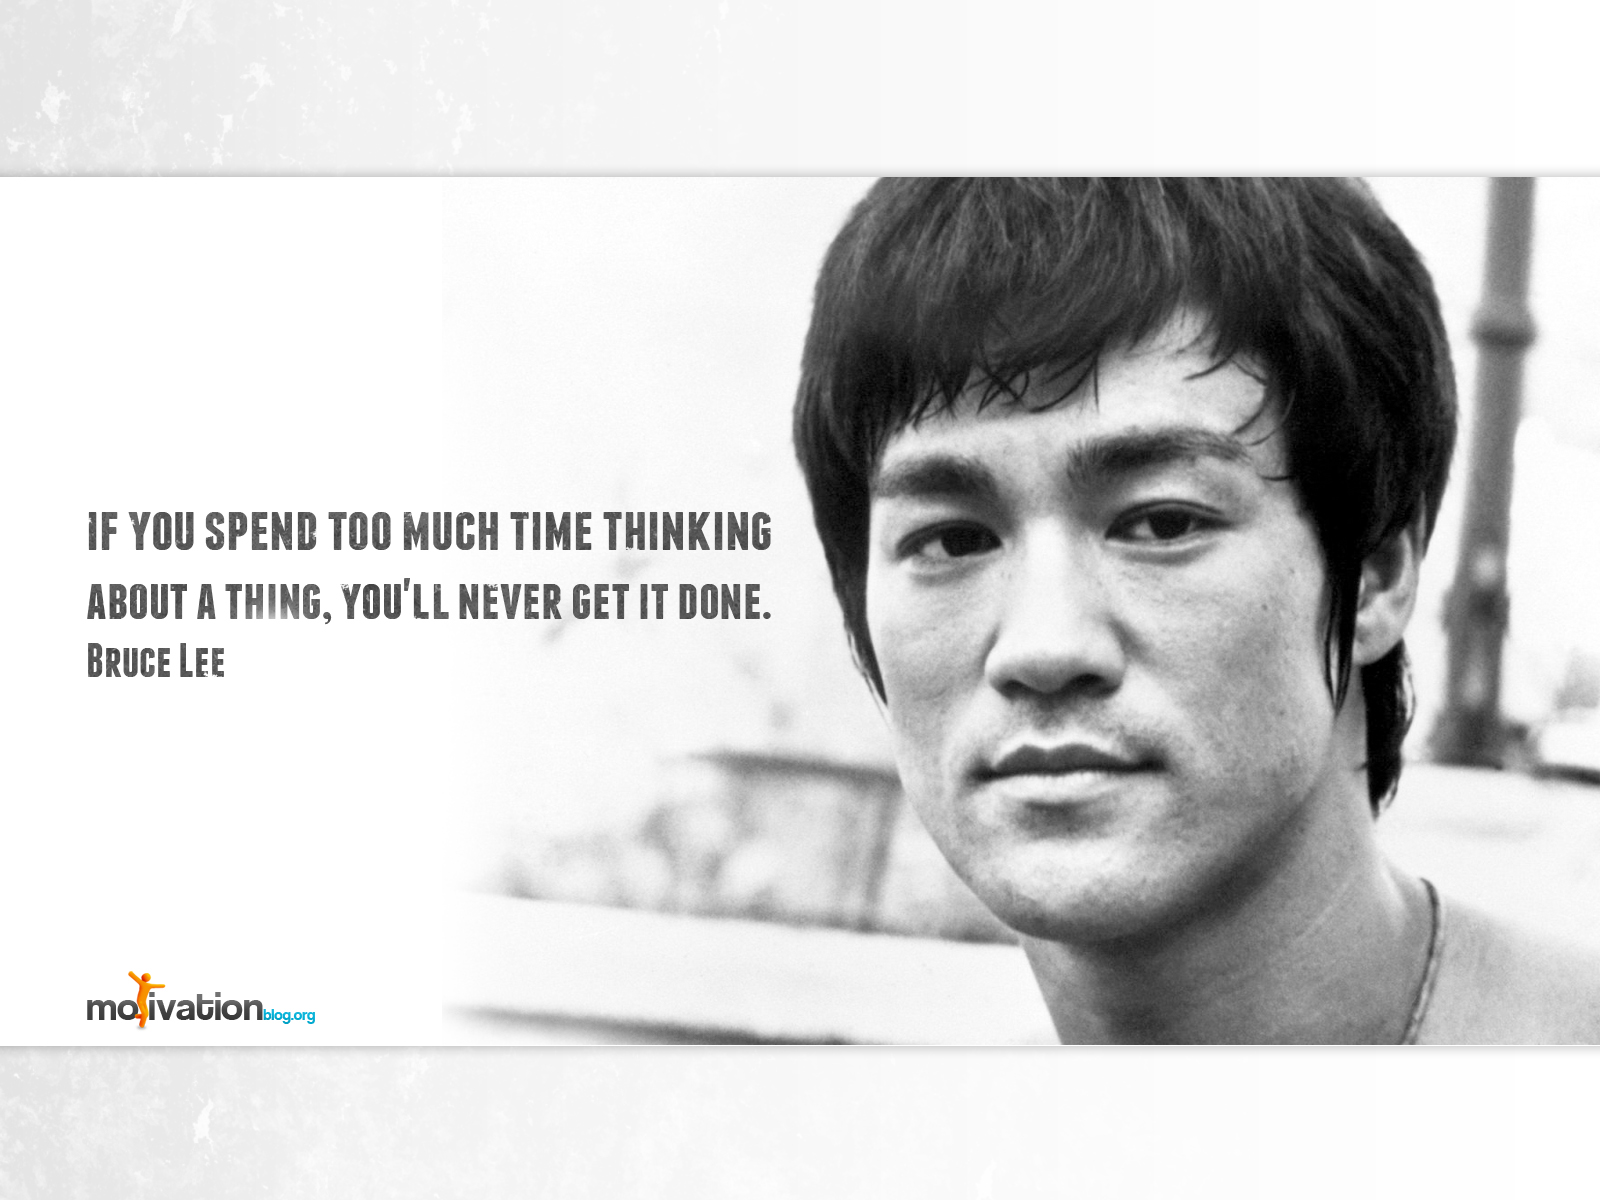 IF YOU SPEND TOO MUCH TIME THINKING
ABOUT A THING, YOU'LL NEVER GET IT DONE.
BRUCE LEE
motivationblog.org